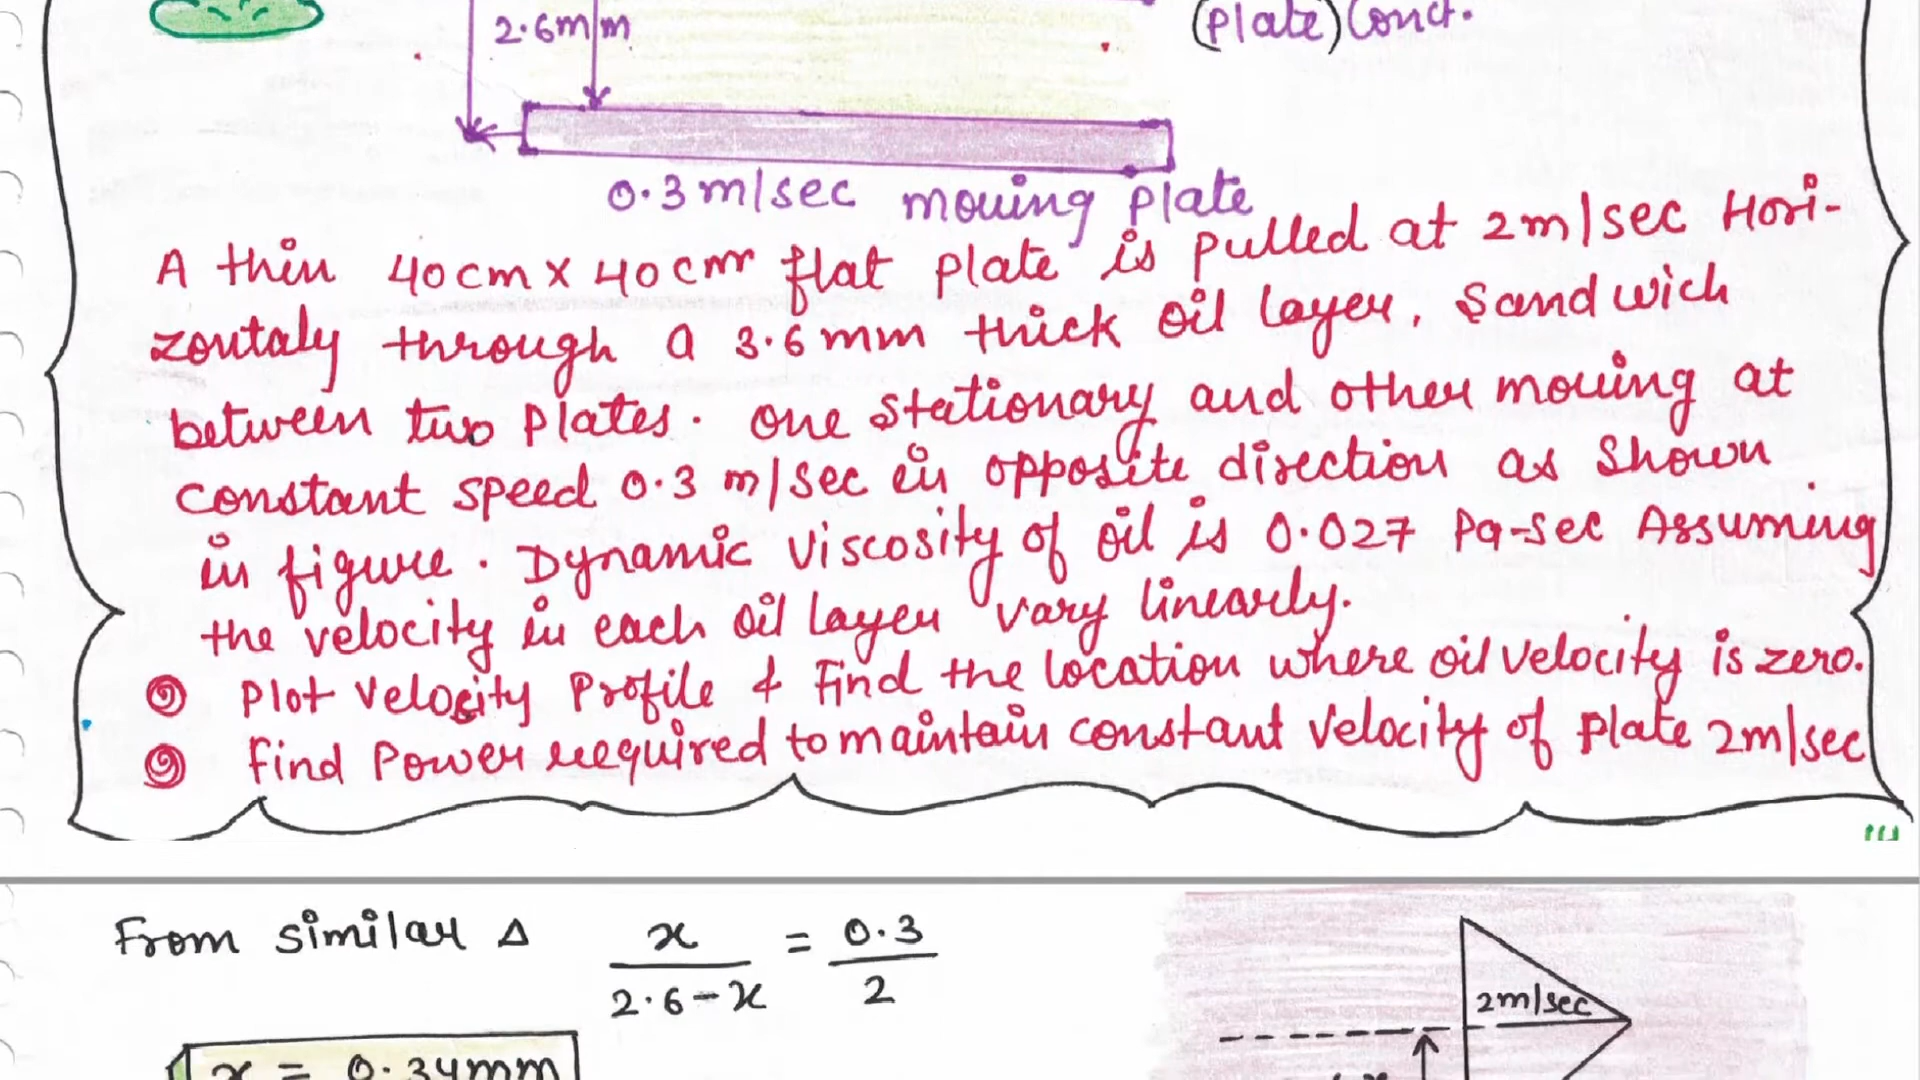 2.6mm
(Plate) Const.
0.3 m/sec moving plate
A thin 40cm x 40cm flat plate is pulled at 2m/sec Hori-
zontaly through a 3.6mm thick oil layer, Sandwich
between two Plates. One Stationary and other moving at
constant speed 0.3 m/sec in opposite direction as Shown
in figure. Dynamic Viscosity of oil is 0.027 Pa-sec Assuming
the velocity in each oil layer vary linearly.
① Plot Velocity Profile & Find the location where oil velocity is zero.
② Find Power required to maintain constant velocity of plate 2m/sec
From similar Δ x / 2.6-x = 0.3 / 2
2m/sec
x = 0.34mm